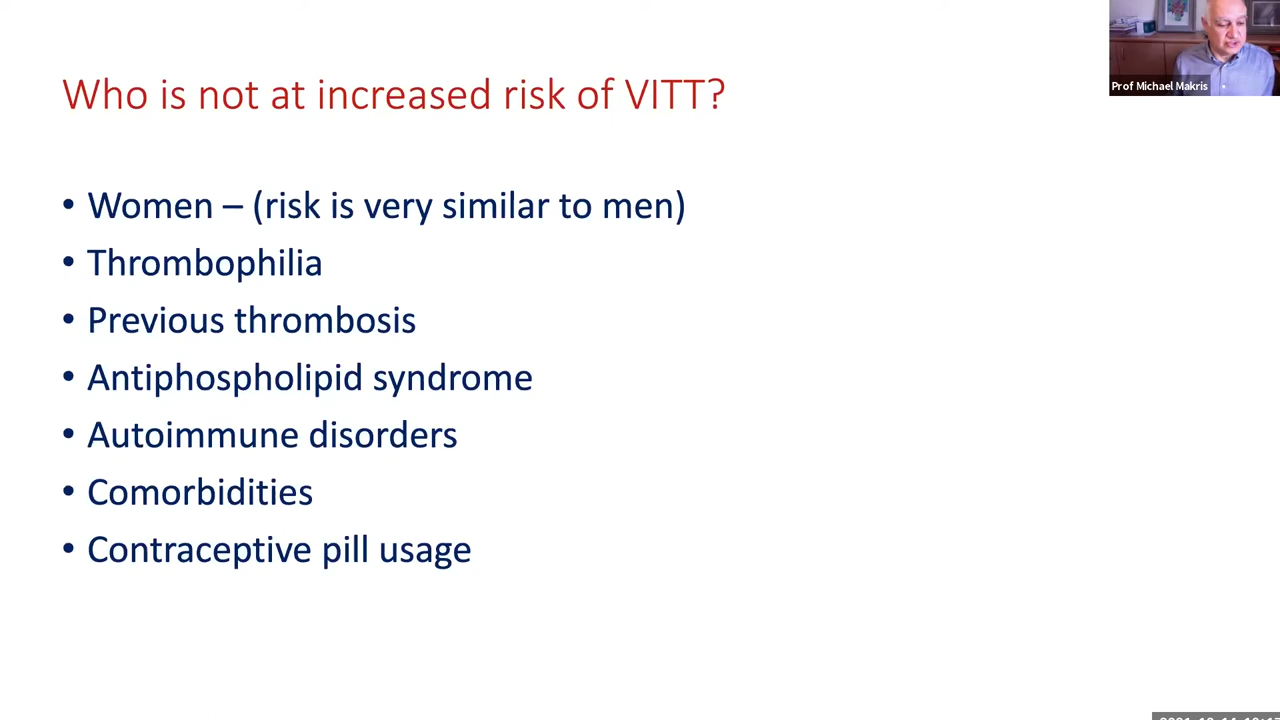 Prof Michael Makris
Who is not at increased risk of VITT?
• Women – (risk is very similar to men)
• Thrombophilia
• Previous thrombosis
• Antiphospholipid syndrome
• Autoimmune disorders
• Comorbidities
• Contraceptive pill usage